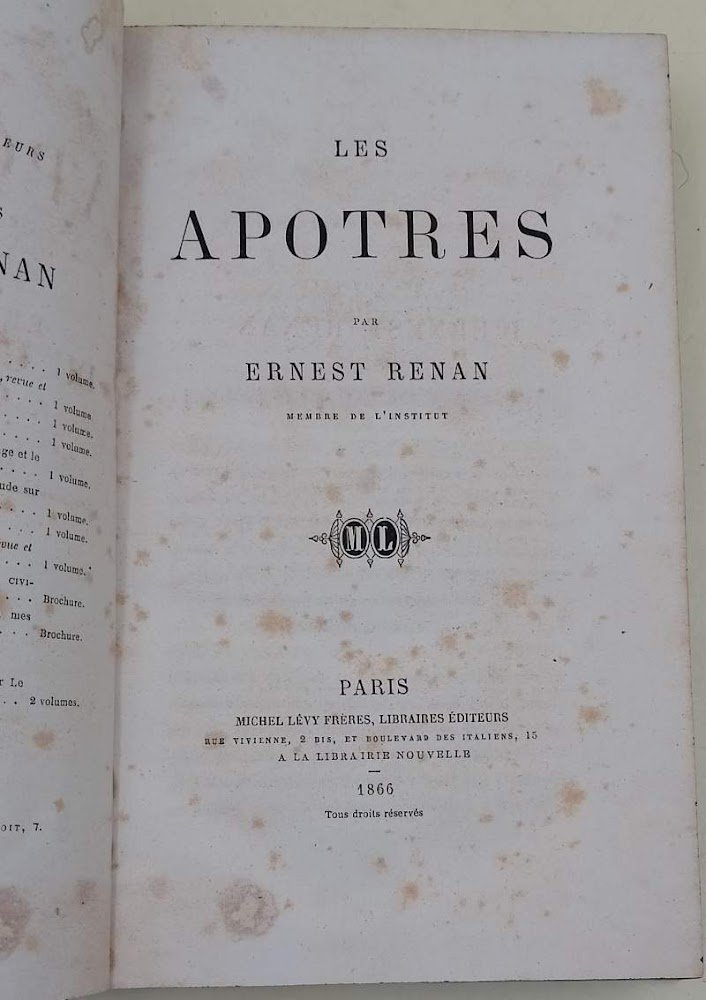 EURS
S
NAN
. . . . 1 volume.
, revue et
. . . . 1 volume
. . . . 1 volume.
. . . . 1 volume.
ge et le
. . . . 1 volume.
ude sur
. . . . 1 volume.
. . . . 1 volume.
vue et
. . . 1 volume.
CIVI-
. . . Brochure.
mes
. . Brochure.
r Le
. . 2 volumes.
OIT, 7.
LES
APOTRES
PAR
ERNEST RENAN
MEMBRE DE L'INSTITUT
ML
PARIS
MICHEL LÉVY FRÈRES, LIBRAIRES ÉDITEURS
RUE VIVIENNE, 2 BIS, ET BOULEVARD DES ITALIENS, 15
A LA LIBRAIRIE NOUVELLE
—
1866
Tous droits réservés